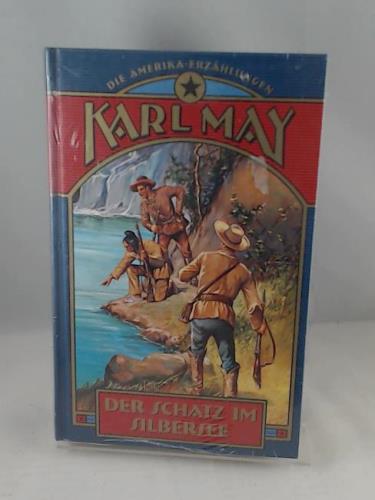 DIE AMERIKA-ERZÄHLUNGEN
KARL MAY
DER SCHATZ IM
SILBERSEE